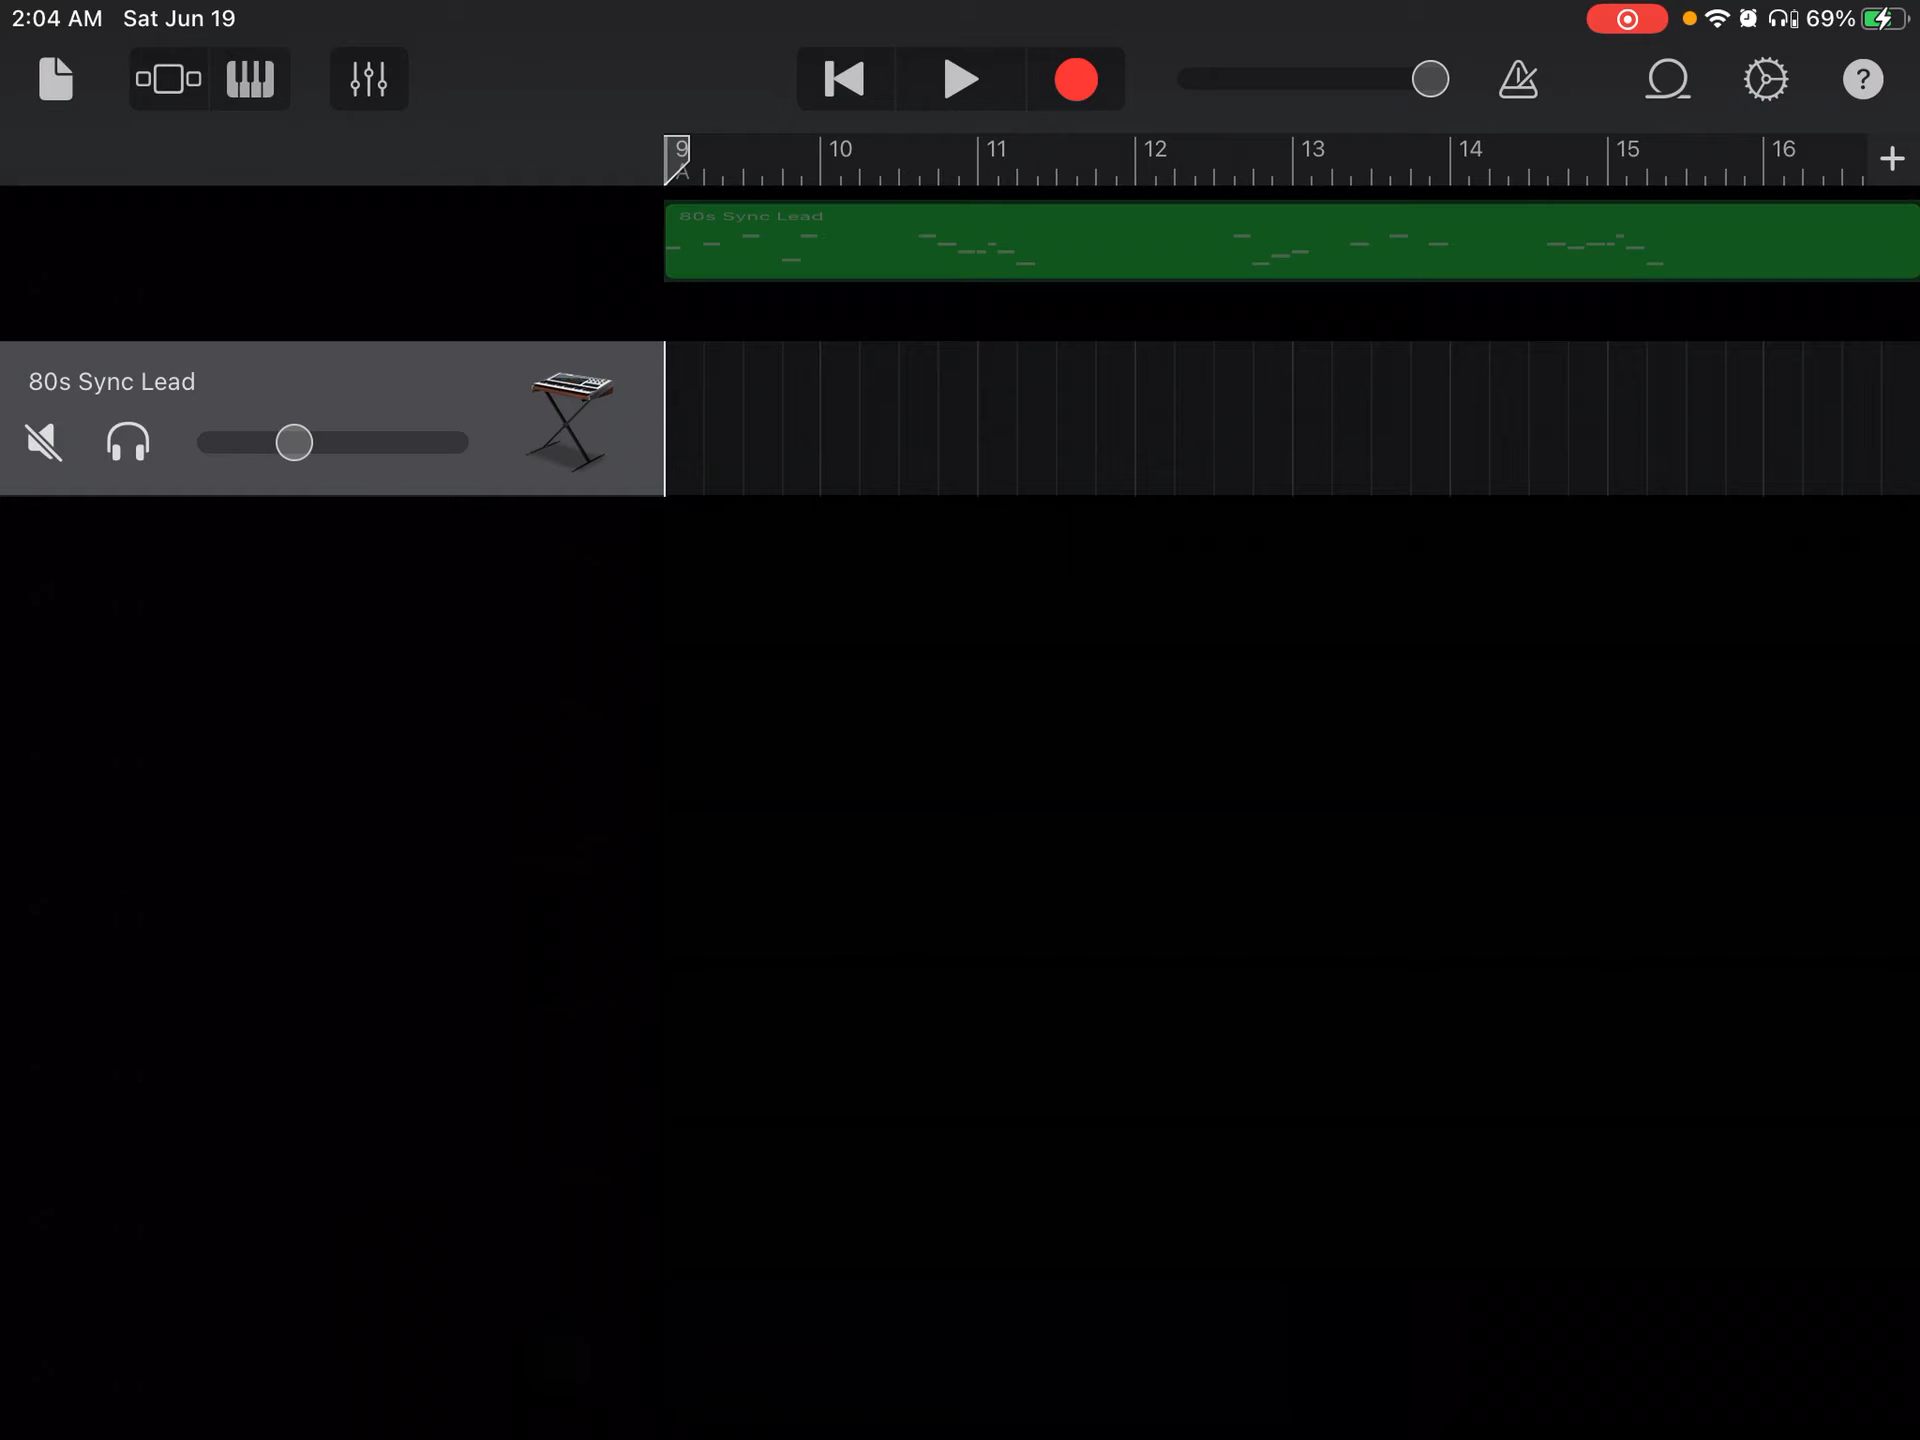 2:04 AM Sat Jun 19
69%
?
9 10 11 12 13 14 15 16 +
A
80s Sync Lead
80s Sync Lead